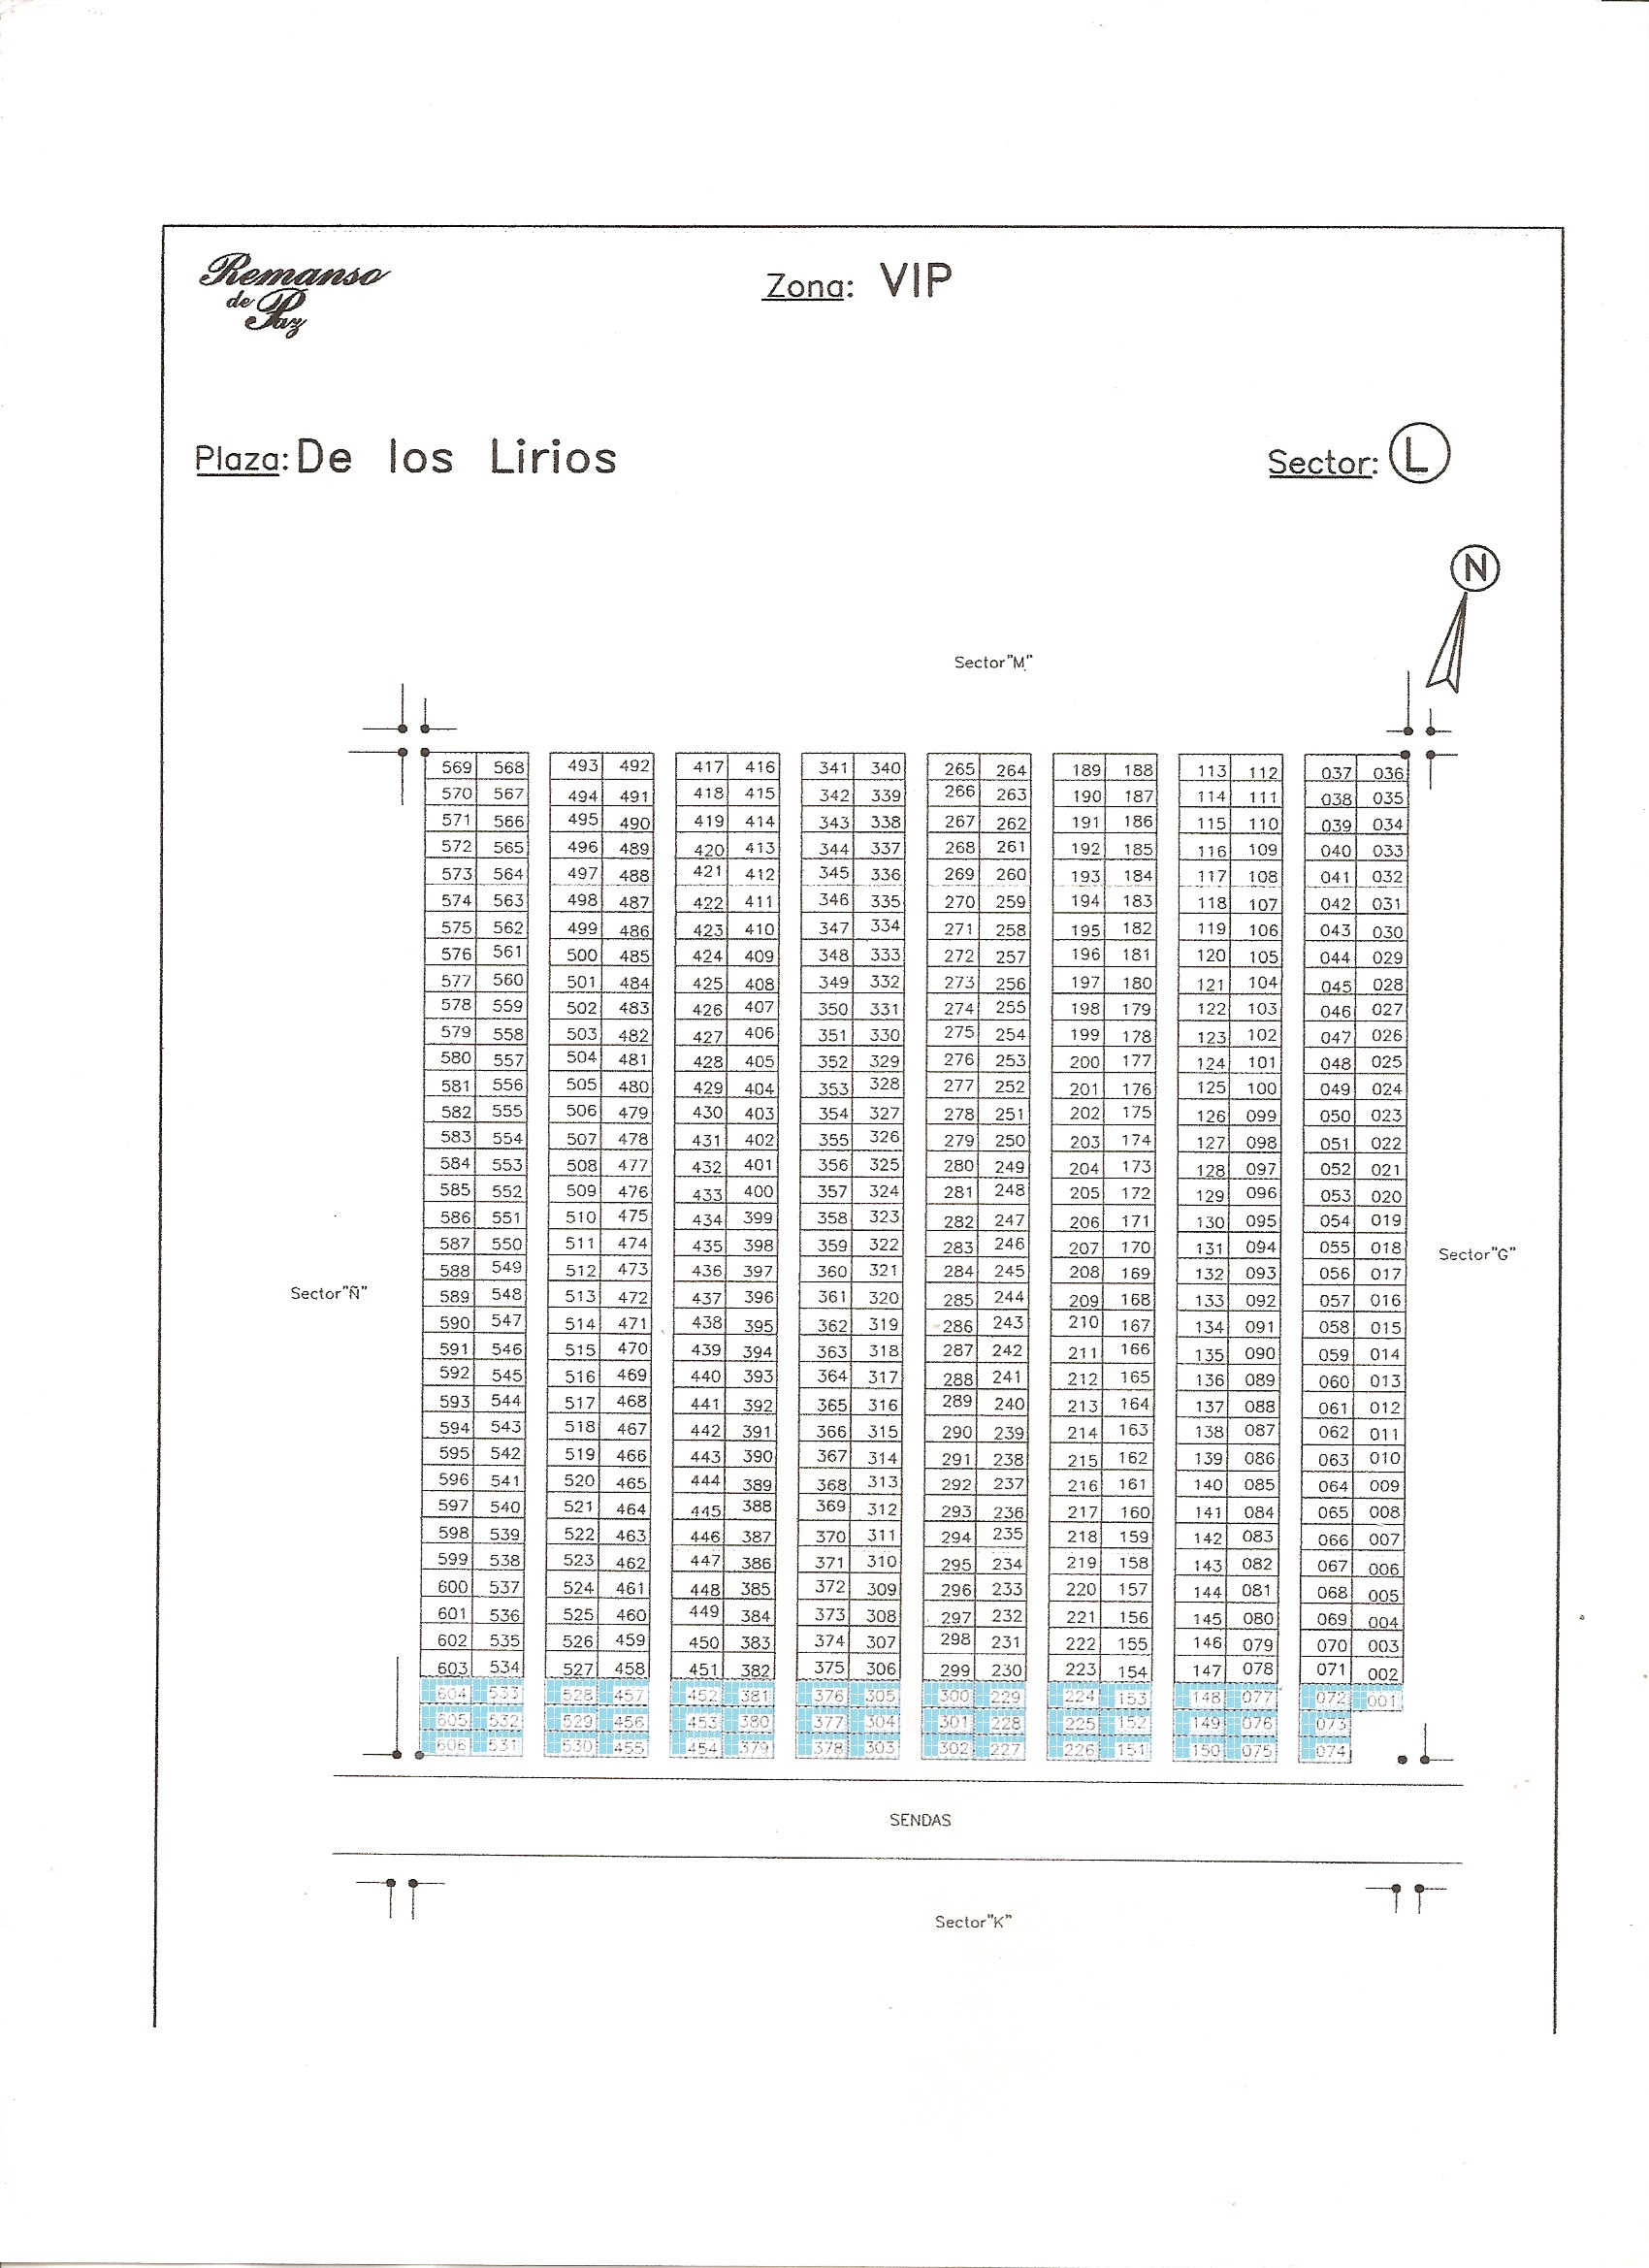 Remanso
de Paz
Zona: VIP
Plaza: De los Lirios
Sector: L
N
Sector"M"
569 568 493 492 417 416 341 340 265 264 189 188 113 112 037 036
570 567 494 491 418 415 342 339 266 263 190 187 114 111 038 035
571 566 495 490 419 414 343 338 267 262 191 186 115 110 039 034
572 565 496 489 420 413 344 337 268 261 192 185 116 109 040 033
573 564 497 488 421 412 345 336 269 260 193 184 117 108 041 032
574 563 498 487 422 411 346 335 270 259 194 183 118 107 042 031
575 562 499 486 423 410 347 334 271 258 195 182 119 106 043 030
576 561 500 485 424 409 348 333 272 257 196 181 120 105 044 029
577 560 501 484 425 408 349 332 273 256 197 180 121 104 045 028
578 559 502 483 426 407 350 331 274 255 198 179 122 103 046 027
579 558 503 482 427 406 351 330 275 254 199 178 123 102 047 026
580 557 504 481 428 405 352 329 276 253 200 177 124 101 048 025
581 556 505 480 429 404 353 328 277 252 201 176 125 100 049 024
582 555 506 479 430 403 354 327 278 251 202 175 126 099 050 023
583 554 507 478 431 402 355 326 279 250 203 174 127 098 051 022
584 553 508 477 432 401 356 325 280 249 204 173 128 097 052 021
585 552 509 476 433 400 357 324 281 248 205 172 129 096 053 020
586 551 510 475 434 399 358 323 282 247 206 171 130 095 054 019
587 550 511 474 435 398 359 322 283 246 207 170 131 094 055 018
Sector"G"
588 549 512 473 436 397 360 321 284 245 208 169 132 093 056 017
Sector"Ñ"
589 548 513 472 437 396 361 320 285 244 209 168 133 092 057 016
590 547 514 471 438 395 362 319 286 243 210 167 134 091 058 015
591 546 515 470 439 394 363 318 287 242 211 166 135 090 059 014
592 545 516 469 440 393 364 317 288 241 212 165 136 089 060 013
593 544 517 468 441 392 365 316 289 240 213 164 137 088 061 012
594 543 518 467 442 391 366 315 290 239 214 163 138 087 062 011
595 542 519 466 443 390 367 314 291 238 215 162 139 086 063 010
596 541 520 465 444 389 368 313 292 237 216 161 140 085 064 009
597 540 521 464 445 388 369 312 293 236 217 160 141 084 065 008
598 539 522 463 446 387 370 311 294 235 218 159 142 083 066 007
599 538 523 462 447 386 371 310 295 234 219 158 143 082 067 006
600 537 524 461 448 385 372 309 296 233 220 157 144 081 068 005
601 536 525 460 449 384 373 308 297 232 221 156 145 080 069 004
602 535 526 459 450 383 374 307 298 231 222 155 146 079 070 003
603 534 527 458 451 382 375 306 299 230 223 154 147 078 071 002
604 533 528 457 452 381 376 305 300 229 224 153 148 077 072 001
605 532 529 456 453 380 377 304 301 228 225 152 149 076 073
606 531 530 455 454 379 378 303 302 227 226 151 150 075 074
SENDAS
Sector"K"